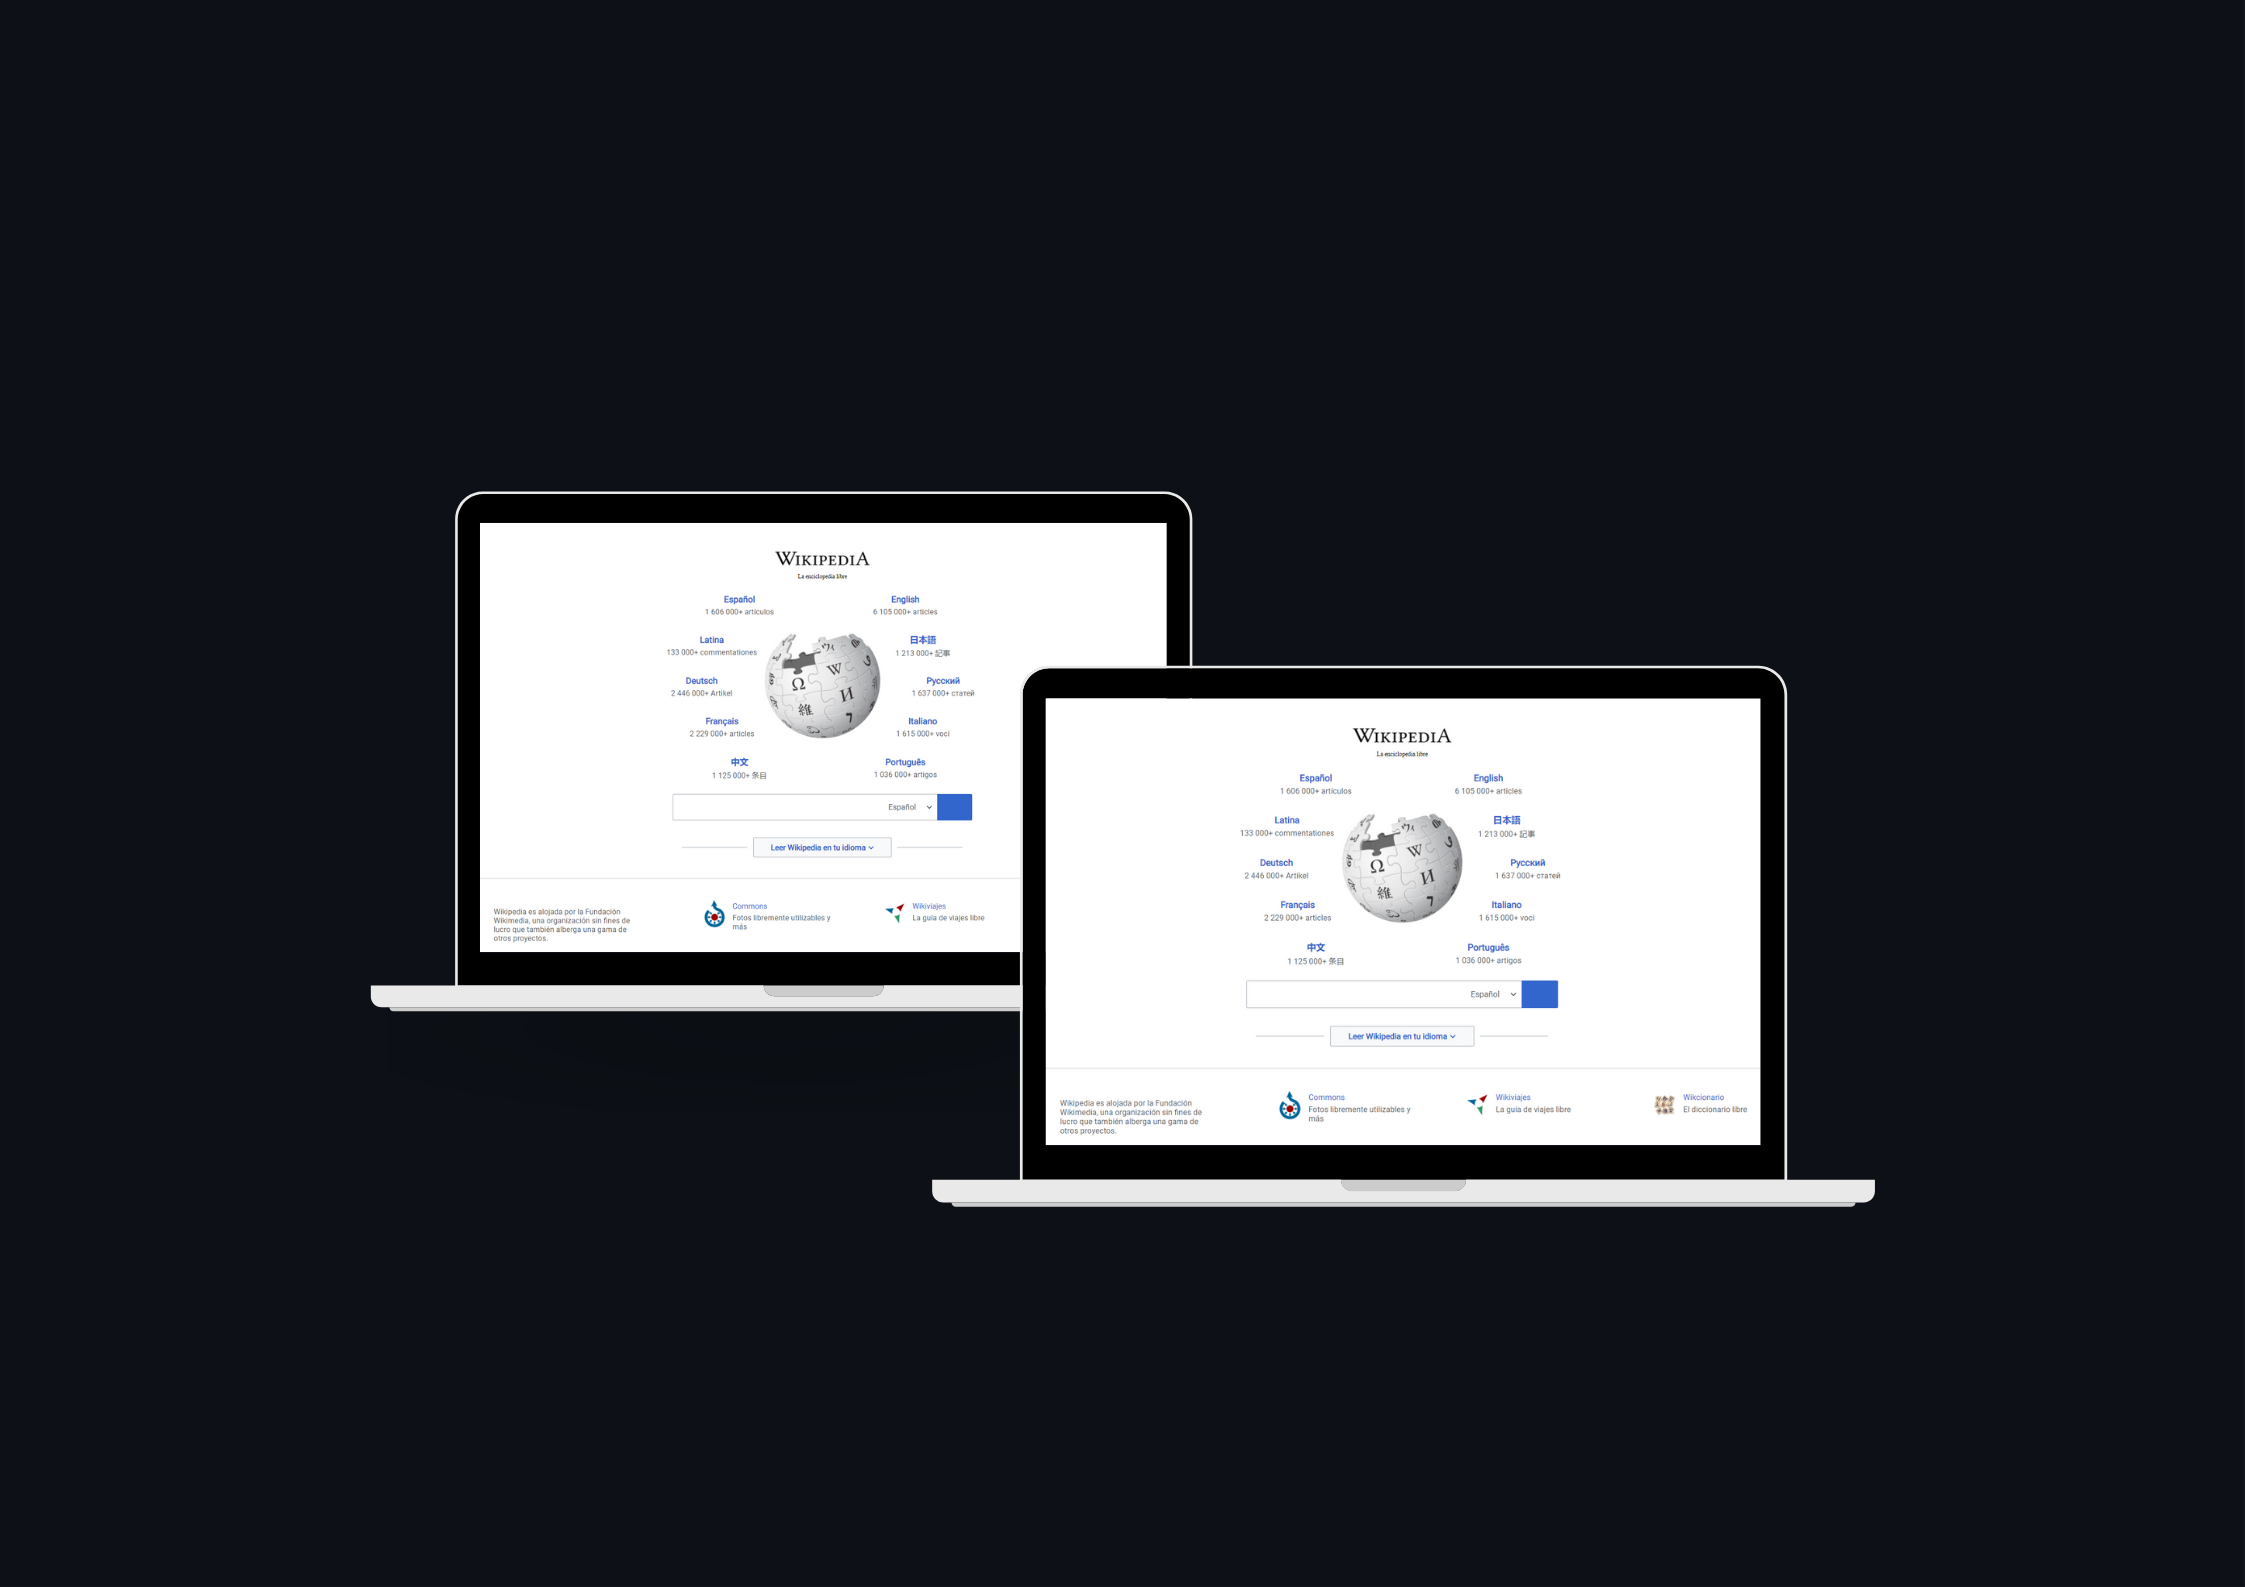 WIKIPEDIA
La enciclopedia libre
Español
1 606 000+ artículos
English
6 105 000+ articles
Latina
133 000+ commentationes
日本語
1 213 000+ 記事
Deutsch
2 446 000+ Artikel
Русский
1 637 000+ статей
Français
2 229 000+ articles
Italiano
1 615 000+ voci
中文
1 125 000+ 条目
Português
1 036 000+ artigos
Ω
W
И
維
7
Español
Leer Wikipedia en tu idioma
Wikipedia es alojada por la Fundación
Wikimedia, una organización sin fines de
lucro que también alberga una gama de
otros proyectos.
Commons
Fotos libremente utilizables y
más
Wikiviajes
La guía de viajes libre
WIKIPEDIA
La enciclopedia libre
Español
1 606 000+ artículos
English
6 105 000+ articles
Latina
133 000+ commentationes
日本語
1 213 000+ 記事
Deutsch
2 446 000+ Artikel
Русский
1 637 000+ статей
Français
2 229 000+ articles
Italiano
1 615 000+ voci
中文
1 125 000+ 条目
Português
1 036 000+ artigos
Ω
W
И
維
7
Español
Leer Wikipedia en tu idioma
Wikipedia es alojada por la Fundación
Wikimedia, una organización sin fines de
lucro que también alberga una gama de
otros proyectos.
Commons
Fotos libremente utilizables y
más
Wikiviajes
La guía de viajes libre
Wikcionario
El diccionario libre